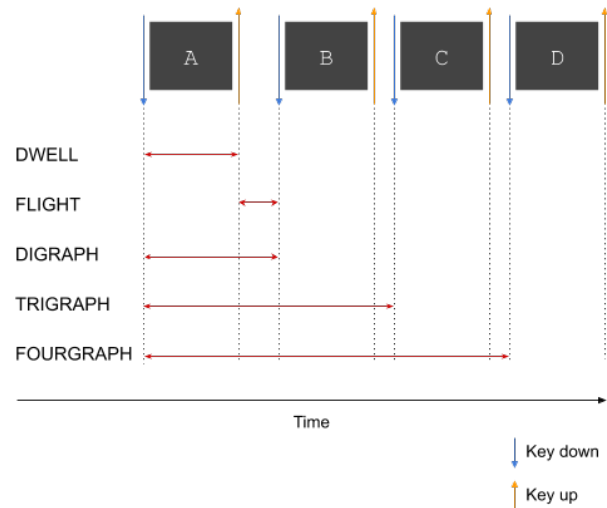 A B C D
DWELL
FLIGHT
DIGRAPH
TRIGRAPH
FOURGRAPH
Time
Key down
Key up